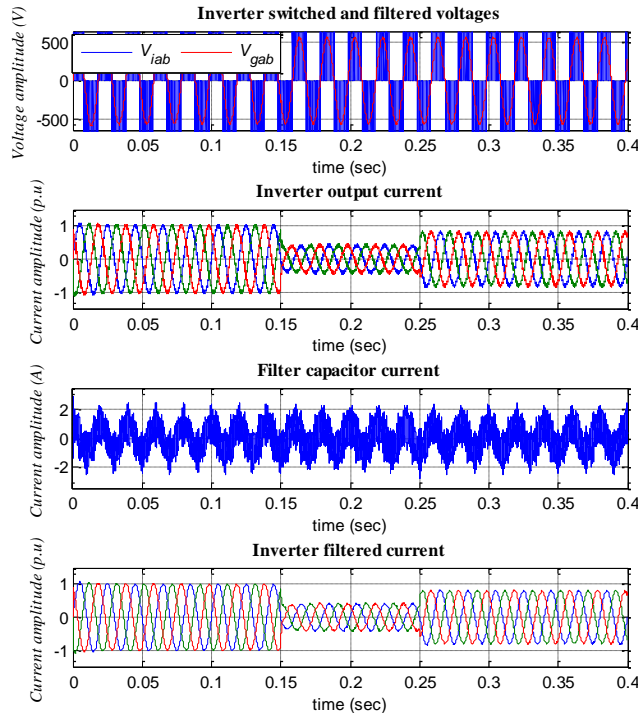 Inverter switched and filtered voltages
Voltage amplitude (V)
V_iab V_gab
500
0
-500
0 0.05 0.1 0.15 0.2 0.25 0.3 0.35 0.4
time (sec)
Inverter output current
Current amplitude (p.u)
1
0
-1
0 0.05 0.1 0.15 0.2 0.25 0.3 0.35 0.4
time (sec)
Filter capacitor current
Current amplitude (A)
2
0
-2
0 0.05 0.1 0.15 0.2 0.25 0.3 0.35 0.4
time (sec)
Inverter filtered current
Current amplitude (p.u)
1
0
-1
0 0.05 0.1 0.15 0.2 0.25 0.3 0.35 0.4
time (sec)